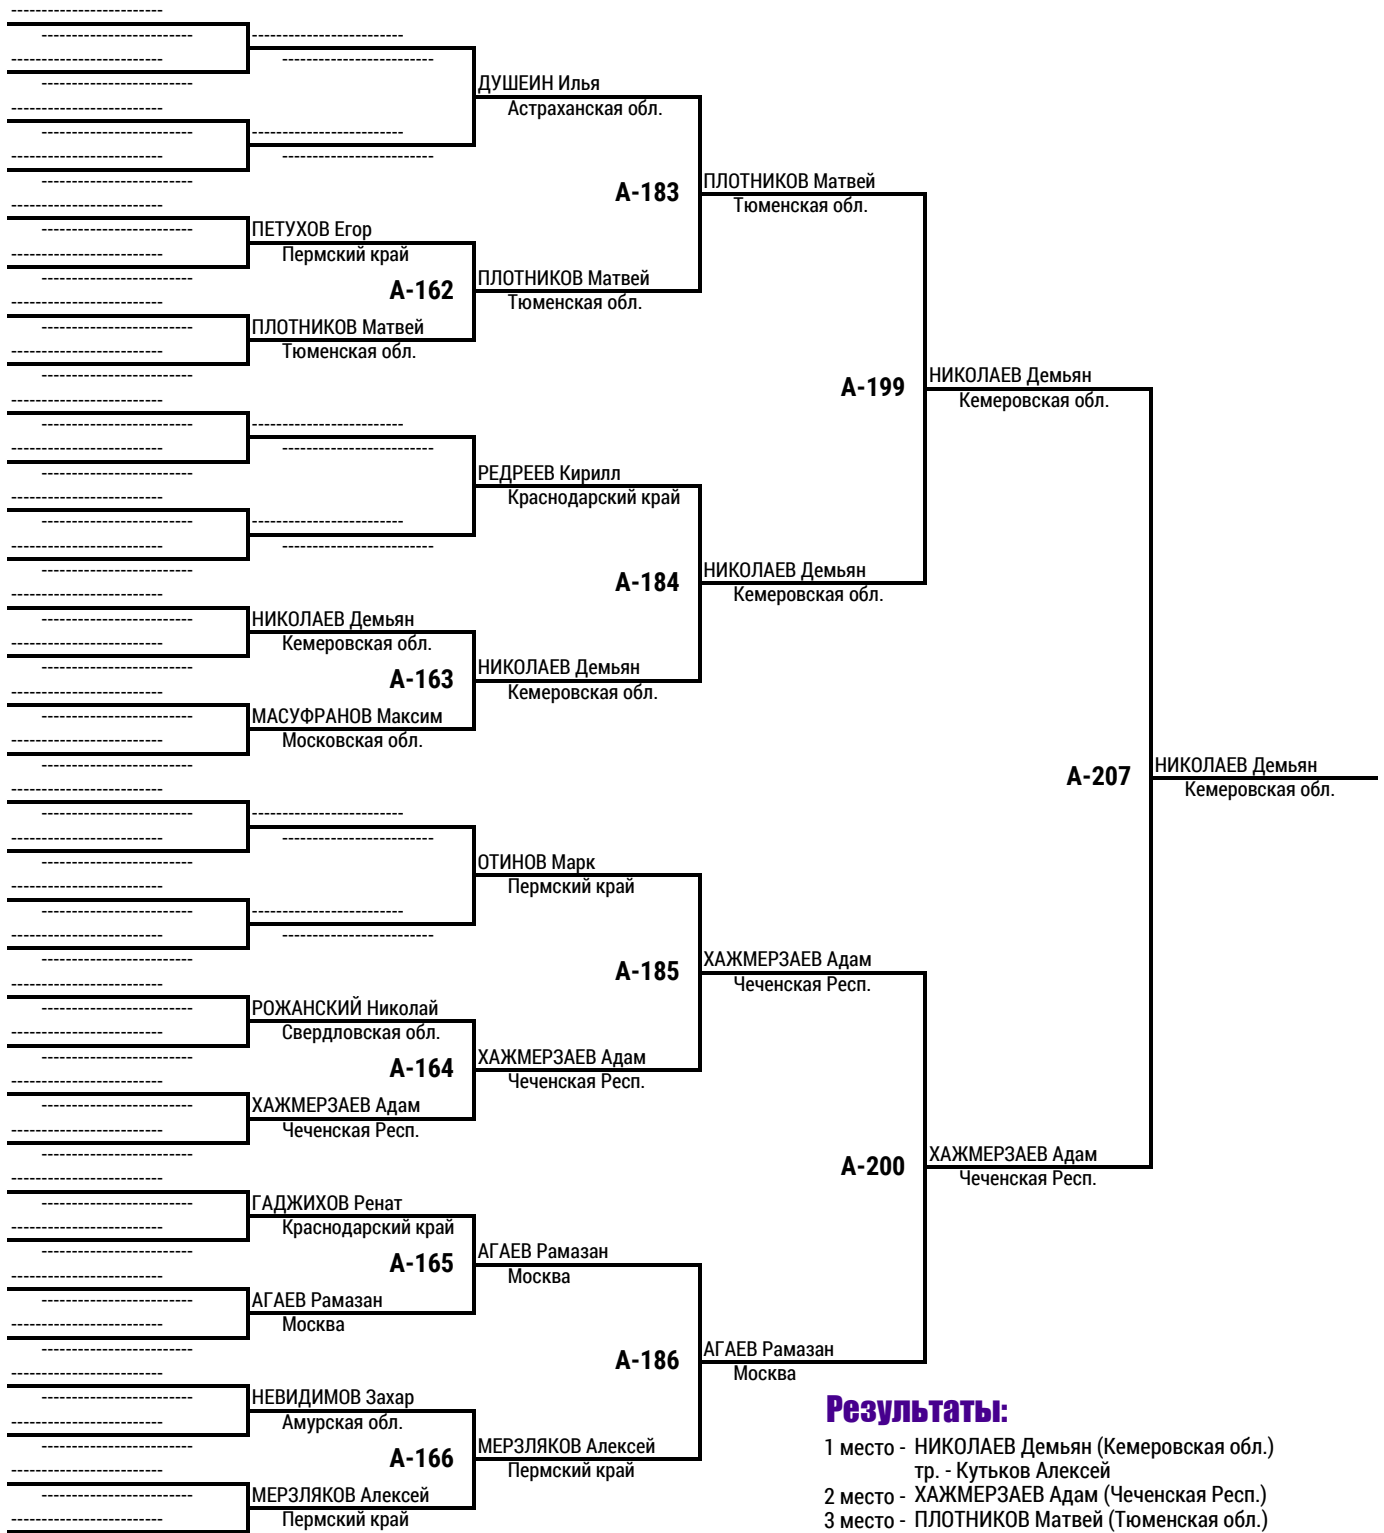 ДУШЕИН Илья
Астраханская обл.
А-183
ПЛОТНИКОВ Матвей
Тюменская обл.
ПЕТУХОВ Егор
Пермский край
А-162
ПЛОТНИКОВ Матвей
Тюменская обл.
ПЛОТНИКОВ Матвей
Тюменская обл.
А-199
НИКОЛАЕВ Демьян
Кемеровская обл.
РЕДРЕЕВ Кирилл
Краснодарский край
А-184
НИКОЛАЕВ Демьян
Кемеровская обл.
НИКОЛАЕВ Демьян
Кемеровская обл.
А-163
НИКОЛАЕВ Демьян
Кемеровская обл.
МАСУФРАНОВ Максим
Московская обл.
А-207
НИКОЛАЕВ Демьян
Кемеровская обл.
ОТИНОВ Марк
Пермский край
А-185
ХАЖМЕРЗАЕВ Адам
Чеченская Респ.
РОЖАНСКИЙ Николай
Свердловская обл.
А-164
ХАЖМЕРЗАЕВ Адам
Чеченская Респ.
ХАЖМЕРЗАЕВ Адам
Чеченская Респ.
А-200
ХАЖМЕРЗАЕВ Адам
Чеченская Респ.
ГАДЖИХОВ Ренат
Краснодарский край
А-165
АГАЕВ Рамазан
Москва
АГАЕВ Рамазан
Москва
А-186
АГАЕВ Рамазан
Москва
НЕВИДИМОВ Захар
Амурская обл.
А-166
МЕРЗЛЯКОВ Алексей
Пермский край
МЕРЗЛЯКОВ Алексей
Пермский край
Результаты:
1 место - НИКОЛАЕВ Демьян (Кемеровская обл.)
тр. - Кутьков Алексей
2 место - ХАЖМЕРЗАЕВ Адам (Чеченская Респ.)
3 место - ПЛОТНИКОВ Матвей (Тюменская обл.)